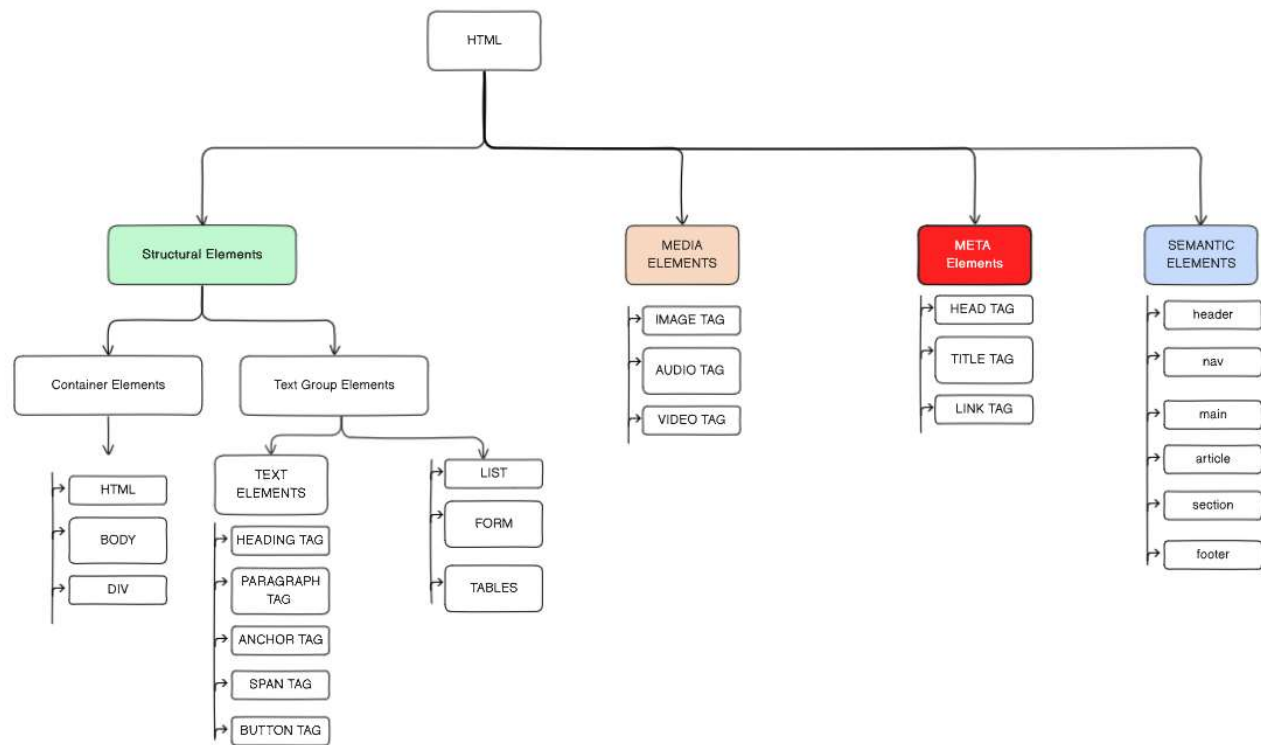 HTML
Structural Elements
MEDIA
ELEMENTS
META
Elements
SEMANTIC
ELEMENTS
Container Elements
Text Group Elements
HTML
BODY
DIV
TEXT
ELEMENTS
HEADING TAG
PARAGRAPH
TAG
ANCHOR TAG
SPAN TAG
BUTTON TAG
LIST
FORM
TABLES
IMAGE TAG
AUDIO TAG
VIDEO TAG
HEAD TAG
TITLE TAG
LINK TAG
header
nav
main
article
section
footer